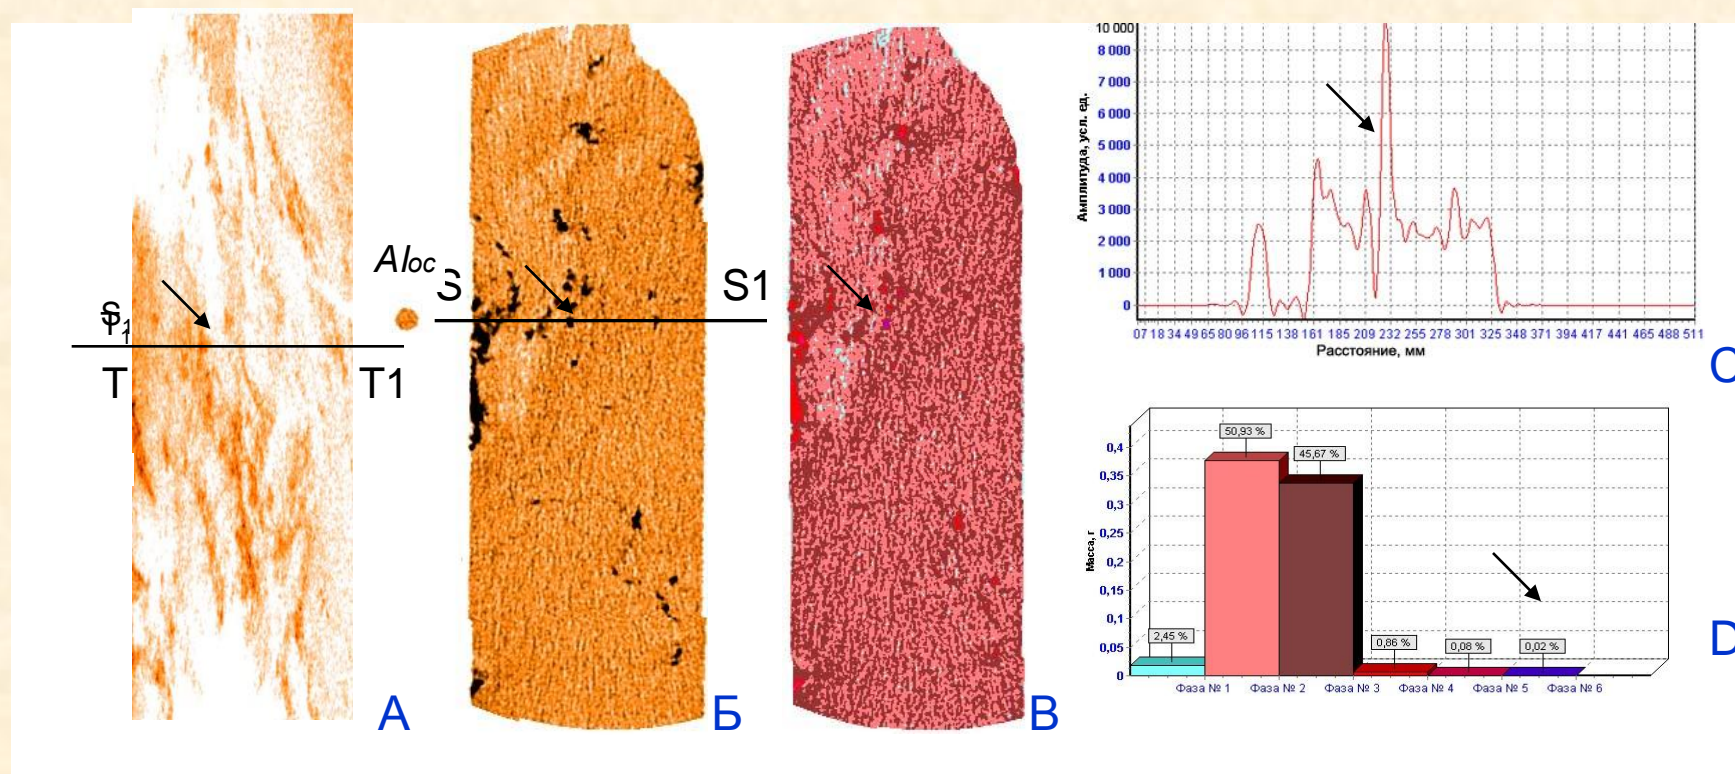 Aloc
S
S1
S1
T1
T
T1
А
Б
В
C
D
Амплитуда, усл. ед.
10 000
8 000
7 000
6 000
5 000
4 000
3 000
2 000
1 000
0
07 18 34 49 65 80 96 115 138 161 185 209 232 255 278 301 325 348 371 394 417 441 465 488 511
Расстояние, мм
Масса, г
0,4
0,35
0,3
0,25
0,2
0,15
0,1
0,05
0
2,45 %
50,93 %
45,67 %
0,86 %
0,08 %
0,02 %
Фаза № 1 Фаза № 2 Фаза № 3 Фаза № 4 Фаза № 5 Фаза № 6